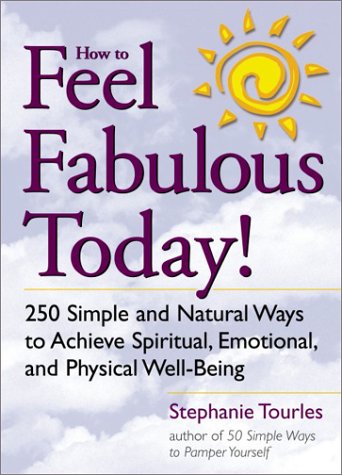 How to
Feel
Fabulous
Today!
250 Simple and Natural Ways
to Achieve Spiritual, Emotional,
and Physical Well-Being
Stephanie Tourles
author of 50 Simple Ways
to Pamper Yourself